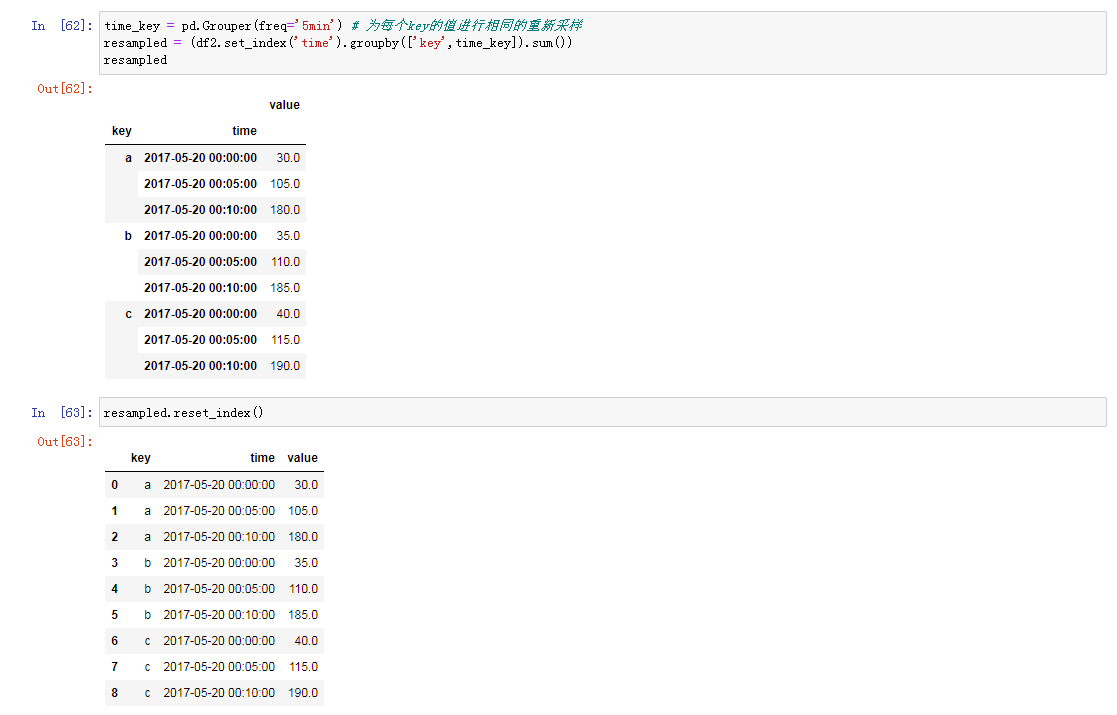 In [62]: time_key = pd.Grouper(freq='5min') # 为每个key的值进行相同的重新采样
resampled = (df2.set_index('time').groupby(['key',time_key]).sum())
resampled
Out[62]:
value
key time
a 2017-05-20 00:00:00 30.0
2017-05-20 00:05:00 105.0
2017-05-20 00:10:00 180.0
b 2017-05-20 00:00:00 35.0
2017-05-20 00:05:00 110.0
2017-05-20 00:10:00 185.0
c 2017-05-20 00:00:00 40.0
2017-05-20 00:05:00 115.0
2017-05-20 00:10:00 190.0
In [63]: resampled.reset_index()
Out[63]:
key time value
0 a 2017-05-20 00:00:00 30.0
1 a 2017-05-20 00:05:00 105.0
2 a 2017-05-20 00:10:00 180.0
3 b 2017-05-20 00:00:00 35.0
4 b 2017-05-20 00:05:00 110.0
5 b 2017-05-20 00:10:00 185.0
6 c 2017-05-20 00:00:00 40.0
7 c 2017-05-20 00:05:00 115.0
8 c 2017-05-20 00:10:00 190.0